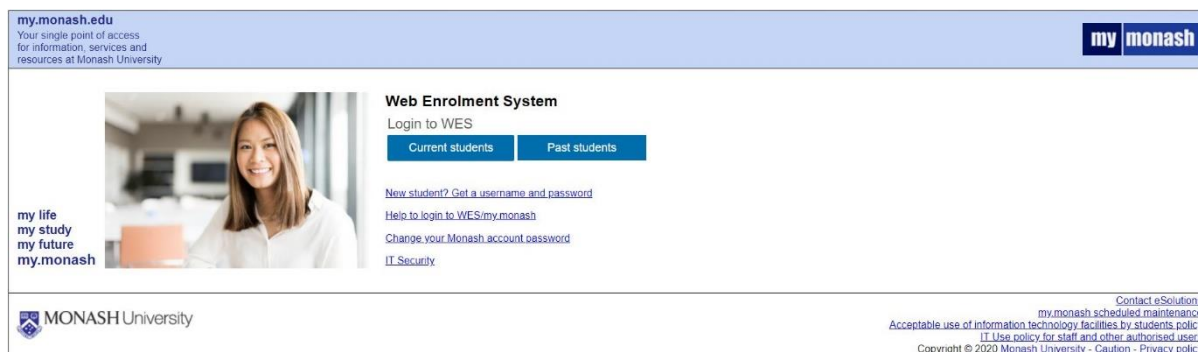 my.monash.edu
Your single point of access
for information, services and
resources at Monash University
my monash
Web Enrolment System
Login to WES
Current students Past students
New student? Get a username and password
Help to login to WES/my.monash
Change your Monash account password
IT Security
my life
my study
my future
my.monash
MONASH University
Contact eSolution
my.monash scheduled maintenance
Acceptable use of information technology facilities by students polic
IT Use policy for staff and other authorised user
Copyright © 2020 Monash University - Caution - Privacy polic